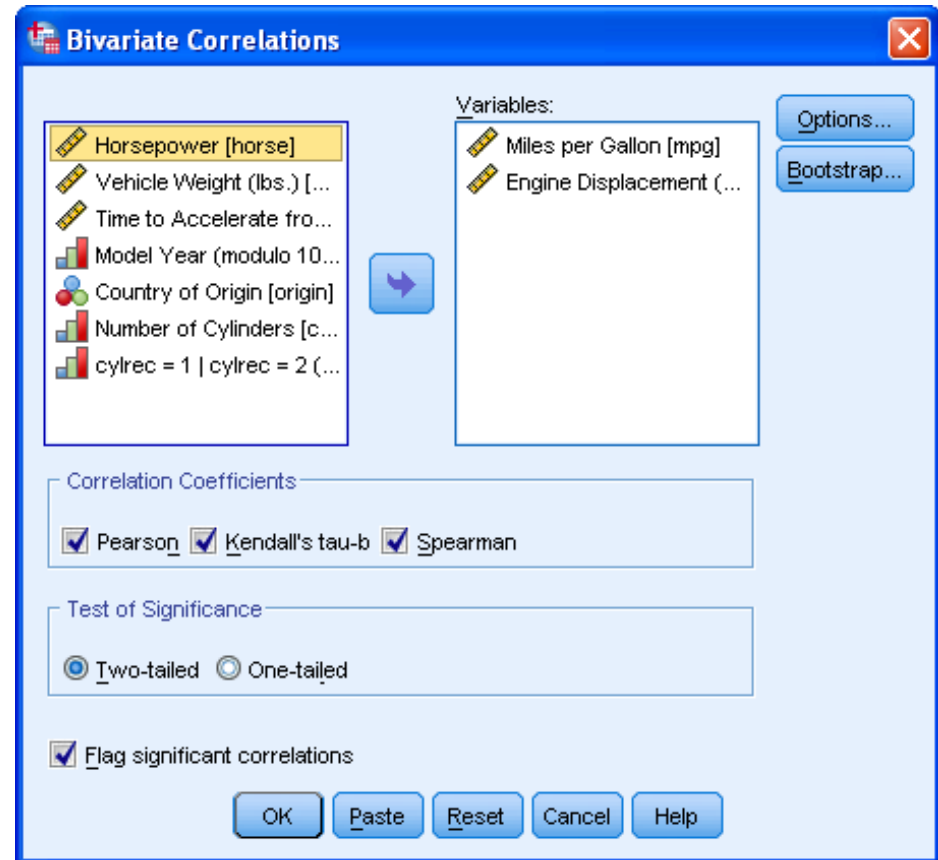 Bivariate Correlations
Horsepower [horse]
Vehicle Weight (lbs.) [...
Time to Accelerate fro...
Model Year (modulo 10...
Country of Origin [origin]
Number of Cylinders [c...
cylrec = 1 | cylrec = 2 (...
Variables:
Miles per Gallon [mpg]
Engine Displacement (...
Options...
Bootstrap...
Correlation Coefficients
Pearson Kendall's tau-b Spearman
Test of Significance
Two-tailed One-tailed
Flag significant correlations
OK Paste Reset Cancel Help